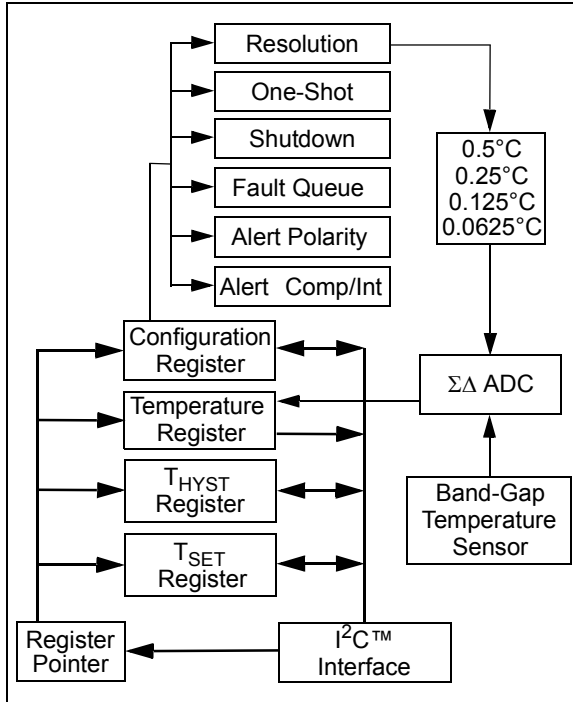 Resolution
One-Shot
Shutdown
Fault Queue
Alert Polarity
Alert Comp/Int
0.5°C
0.25°C
0.125°C
0.0625°C
Configuration
Register
Temperature
Register
ΣΔ ADC
THYST
Register
TSET
Register
Band-Gap
Temperature
Sensor
Register
Pointer
I²C™
Interface